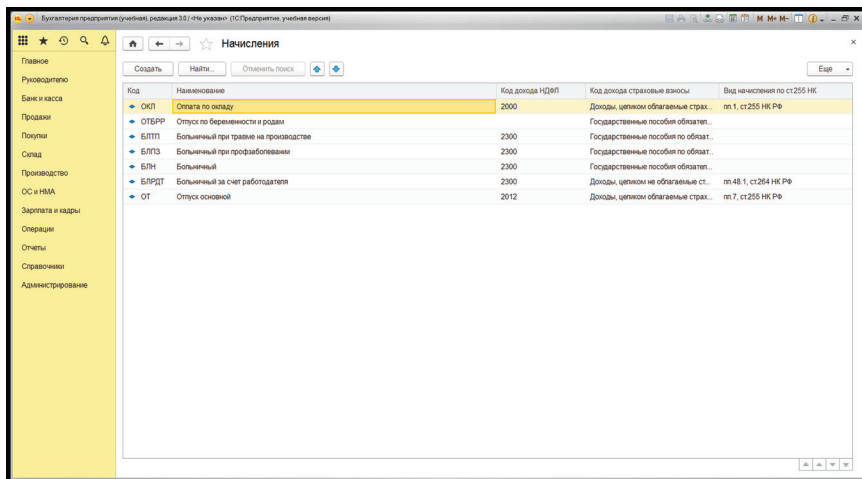 Бухгалтерия предприятия (учебная), редакция 3.0 / <Не указан> (1С:Предприятие, учебная версия)
M M+ M-
Главное
Руководителю
Банк и касса
Продажи
Покупки
Склад
Производство
ОС и НМА
Зарплата и кадры
Операции
Отчеты
Справочники
Администрирование
Начисления
Создать Найти... Отменить поиск Еще
Код Наименование Код дохода НДФЛ Код дохода страховые взносы Вид начисления по ст.255 НК
ОКЛ Оплата по окладу 2000 Доходы, целиком облагаемые страх... пп.1, ст.255 НК РФ
ОТБРР Отпуск по беременности и родам Государственные пособия обязател...
БЛТП Больничный при травме на производстве 2300 Государственные пособия по обязат...
БЛПЗ Больничный при профзаболевании 2300 Государственные пособия по обязат...
БЛН Больничный 2300 Государственные пособия обязател...
БЛРДТ Больничный за счет работодателя 2300 Доходы, целиком не облагаемые ст... пп.48.1, ст.264 НК РФ
ОТ Отпуск основной 2012 Доходы, целиком облагаемые страх... пп.7, ст.255 НК РФ